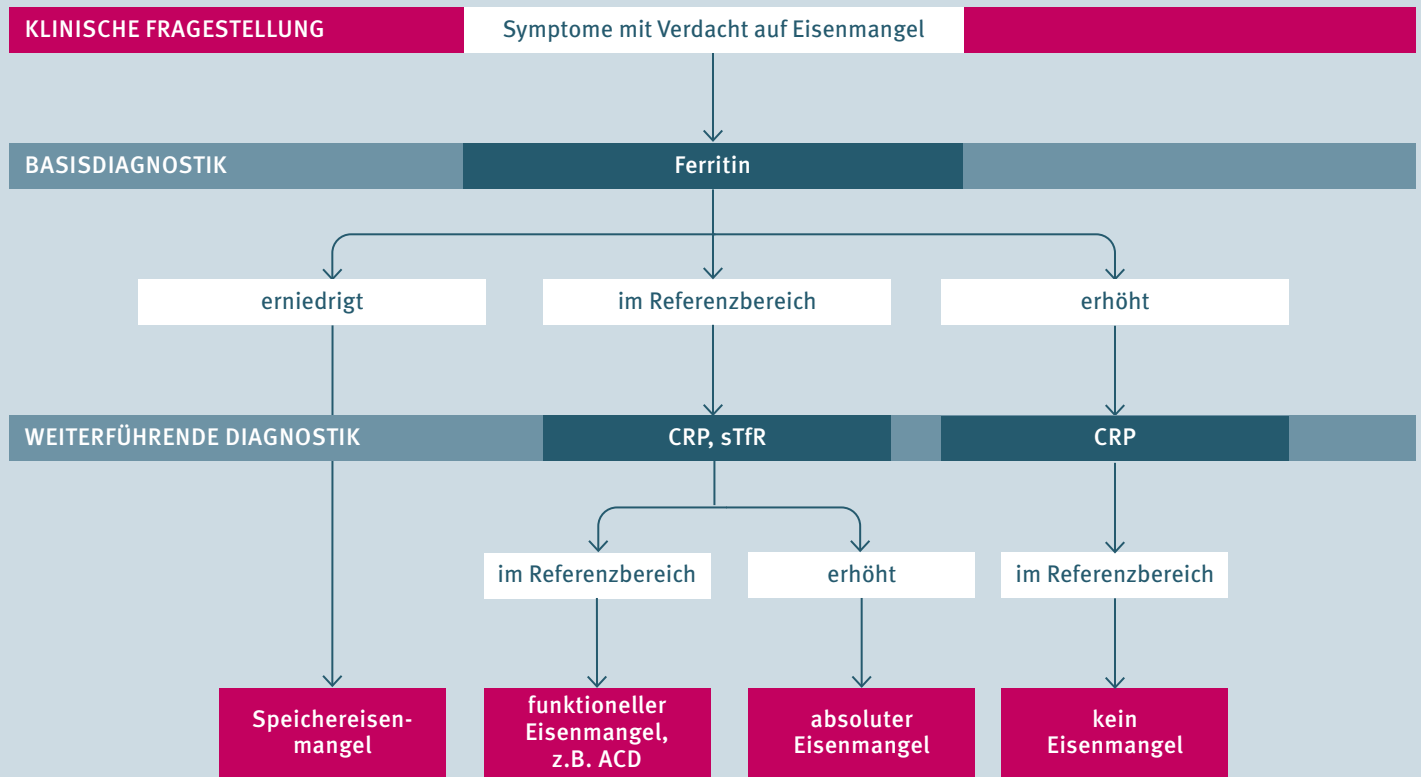 KLINISCHE FRAGESTELLUNG
Symptome mit Verdacht auf Eisenmangel
BASISDIAGNOSTIK
Ferritin
erniedrigt
im Referenzbereich
erhöht
WEITERFÜHRENDE DIAGNOSTIK
CRP, sTfR
CRP
im Referenzbereich
erhöht
im Referenzbereich
Speichereisen-
mangel
funktioneller
Eisenmangel,
z.B. ACD
absoluter
Eisenmangel
kein
Eisenmangel